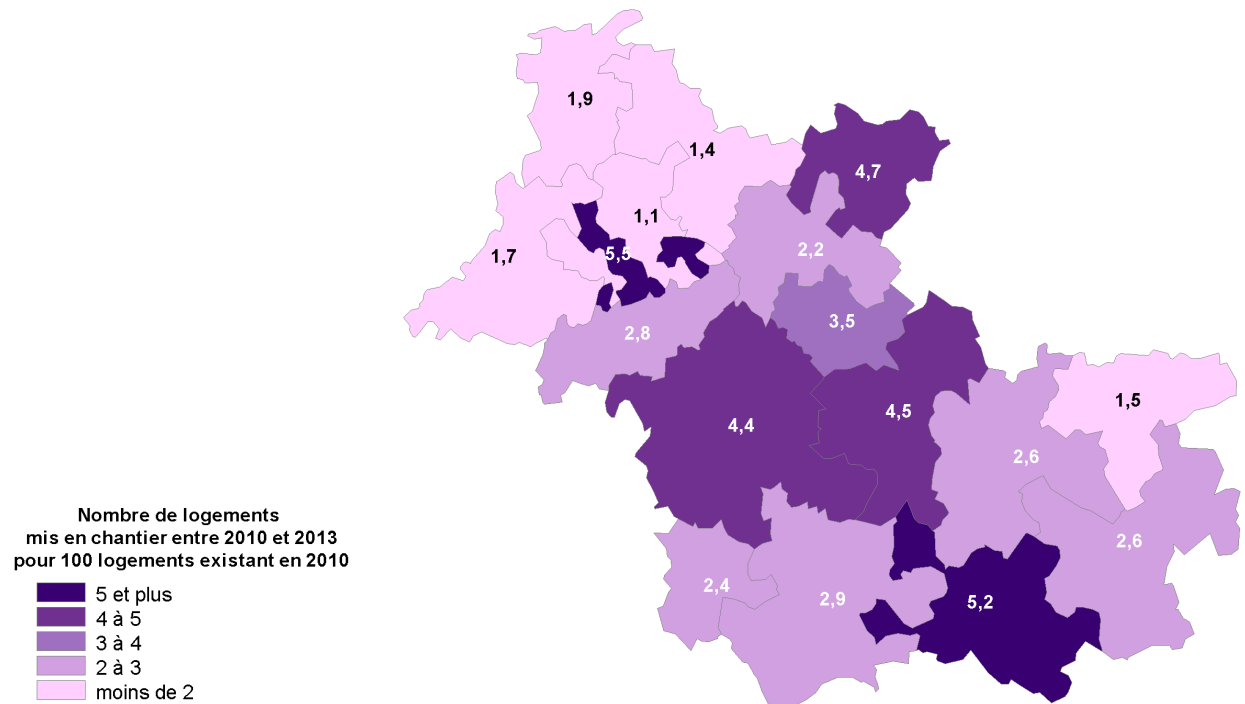 1,9
1,4
4,7
1,1
1,7
5,5
2,2
2,8
3,5
4,4
4,5
1,5
2,6
2,6
2,4
2,9
5,2
Nombre de logements
mis en chantier entre 2010 et 2013
pour 100 logements existant en 2010
5 et plus
4 à 5
3 à 4
2 à 3
moins de 2